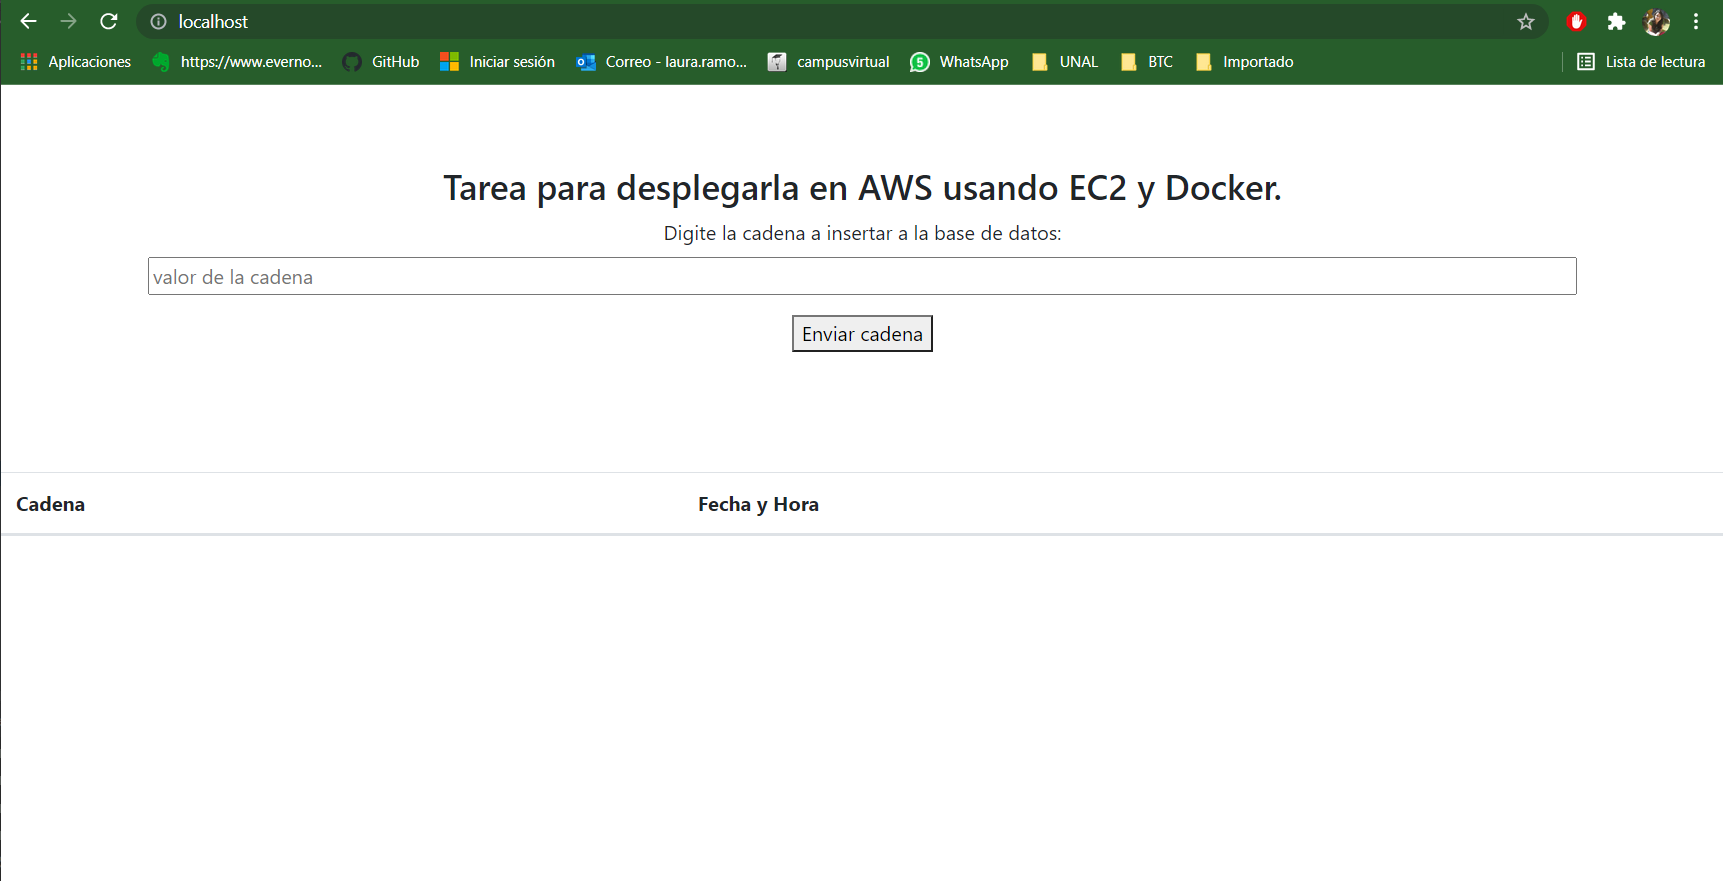 localhost
Aplicaciones https://www.everno... GitHub Iniciar sesión Correo - laura.ramo... campusvirtual 5 WhatsApp UNAL BTC Importado Lista de lectura
Tarea para desplegarla en AWS usando EC2 y Docker.
Digite la cadena a insertar a la base de datos:
valor de la cadena
Enviar cadena
Cadena Fecha y Hora